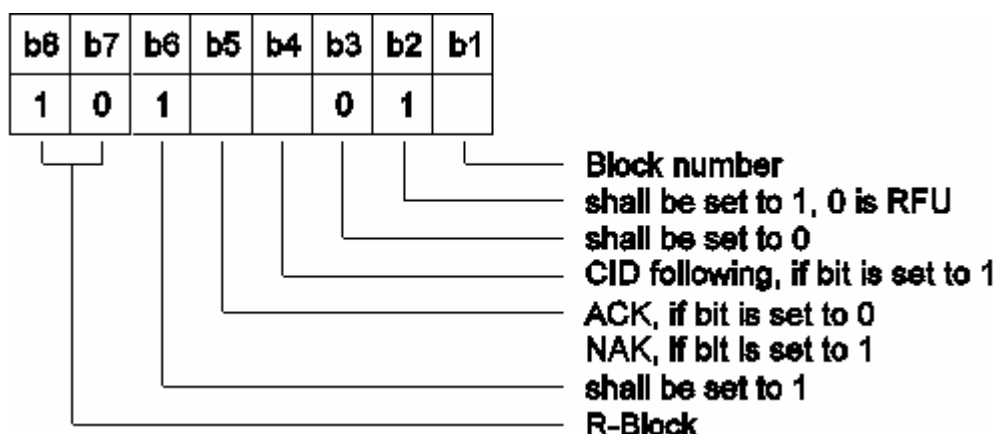 b8 b7 b6 b5 b4 b3 b2 b1
1 0 1 0 1
Block number
shall be set to 1, 0 is RFU
shall be set to 0
CID following, if bit is set to 1
ACK, if bit is set to 0
NAK, if bit is set to 1
shall be set to 1
R-Block